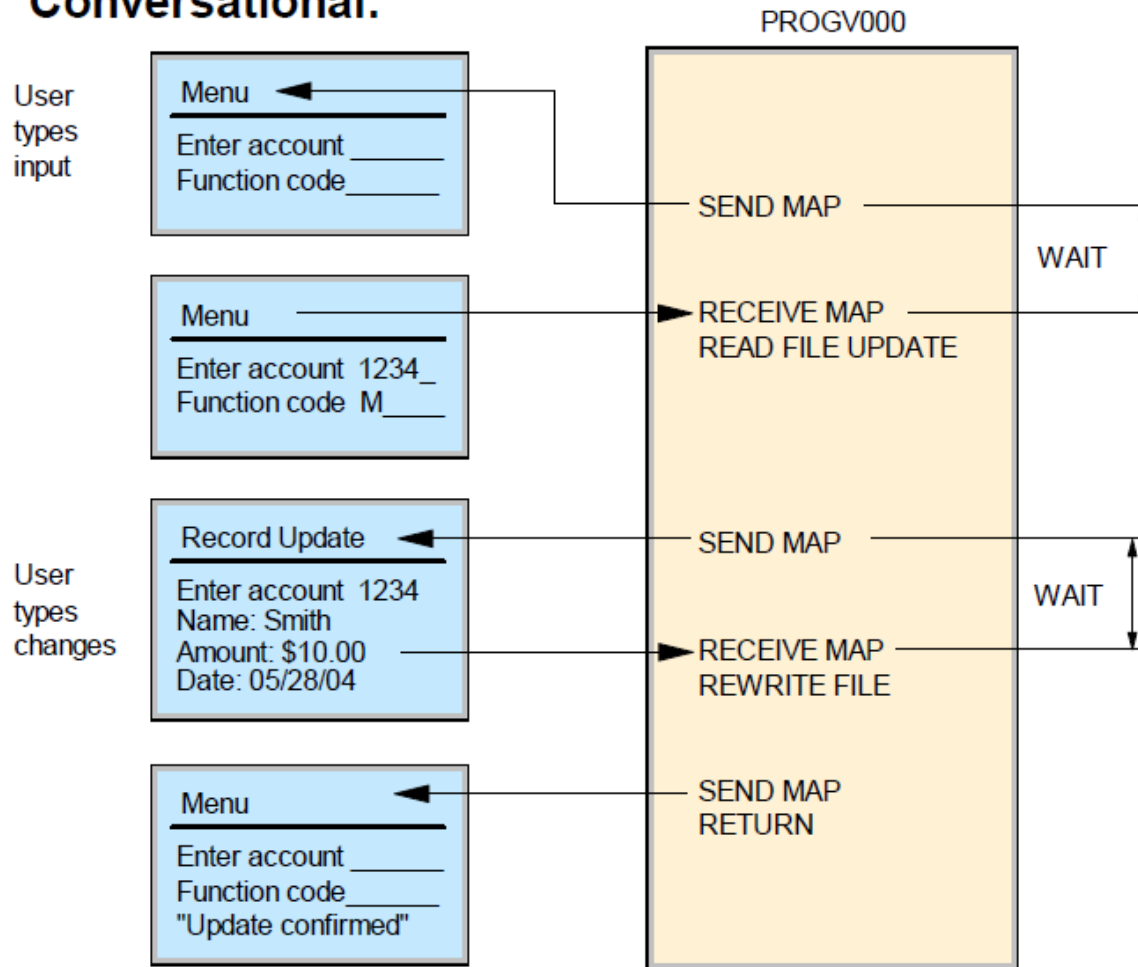 Conversational:
PROGV000
User
types
input
Menu
Enter account ______
Function code______
SEND MAP
WAIT
Menu
Enter account 1234_
Function code M____
RECEIVE MAP
READ FILE UPDATE
User
types
changes
Record Update
Enter account 1234
Name: Smith
Amount: $10.00
Date: 05/28/04
SEND MAP
WAIT
RECEIVE MAP
REWRITE FILE
Menu
Enter account ______
Function code______
"Update confirmed"
SEND MAP
RETURN